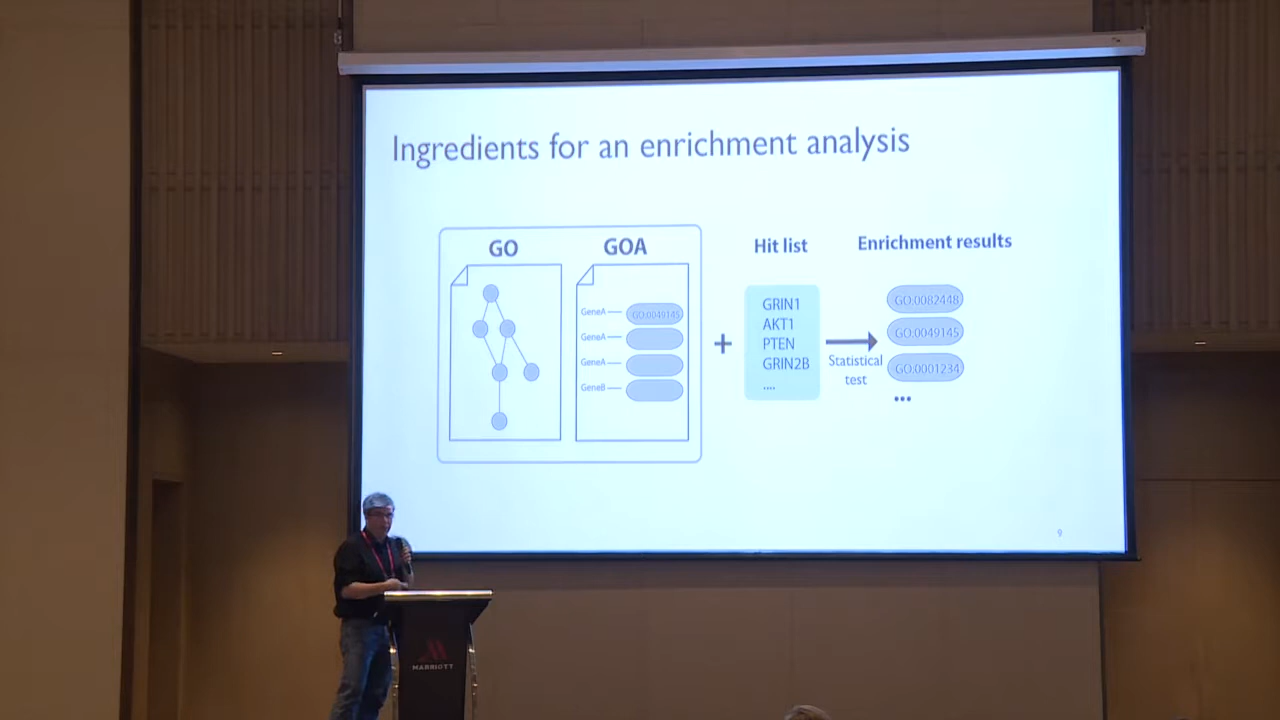 Ingredients for an enrichment analysis
GO
GOA
GeneA
GO:0049145
GeneA
GeneA
GeneB
+
Hit list
GRIN1
AKT1
PTEN
GRIN2B
....
Statistical
test
Enrichment results
GO:0082448
GO:0049145
GO:0001234
...
9
MARRIOTT